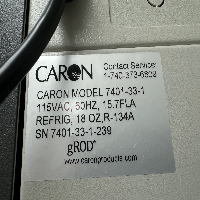 CARON
Contact Service:
1-740-373-6809
CARON MODEL 7401-33-1
115VAC, 60HZ, 15.7FLA
REFRIG, 18 OZ,R-134A
SN 7401-33-1-239
gROD®
www.caronproducts.com